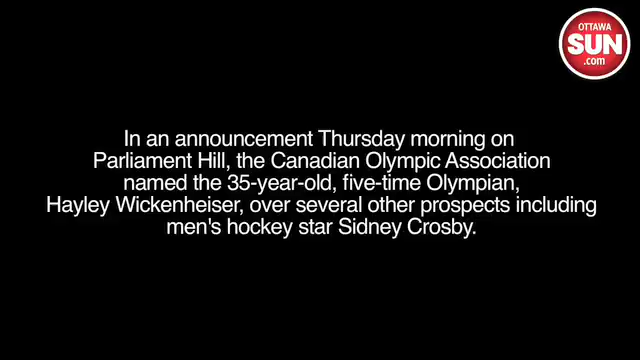 OTTAWA
SUN
.com
In an announcement Thursday morning on
Parliament Hill, the Canadian Olympic Association
named the 35-year-old, five-time Olympian,
Hayley Wickenheiser, over several other prospects including
men's hockey star Sidney Crosby.